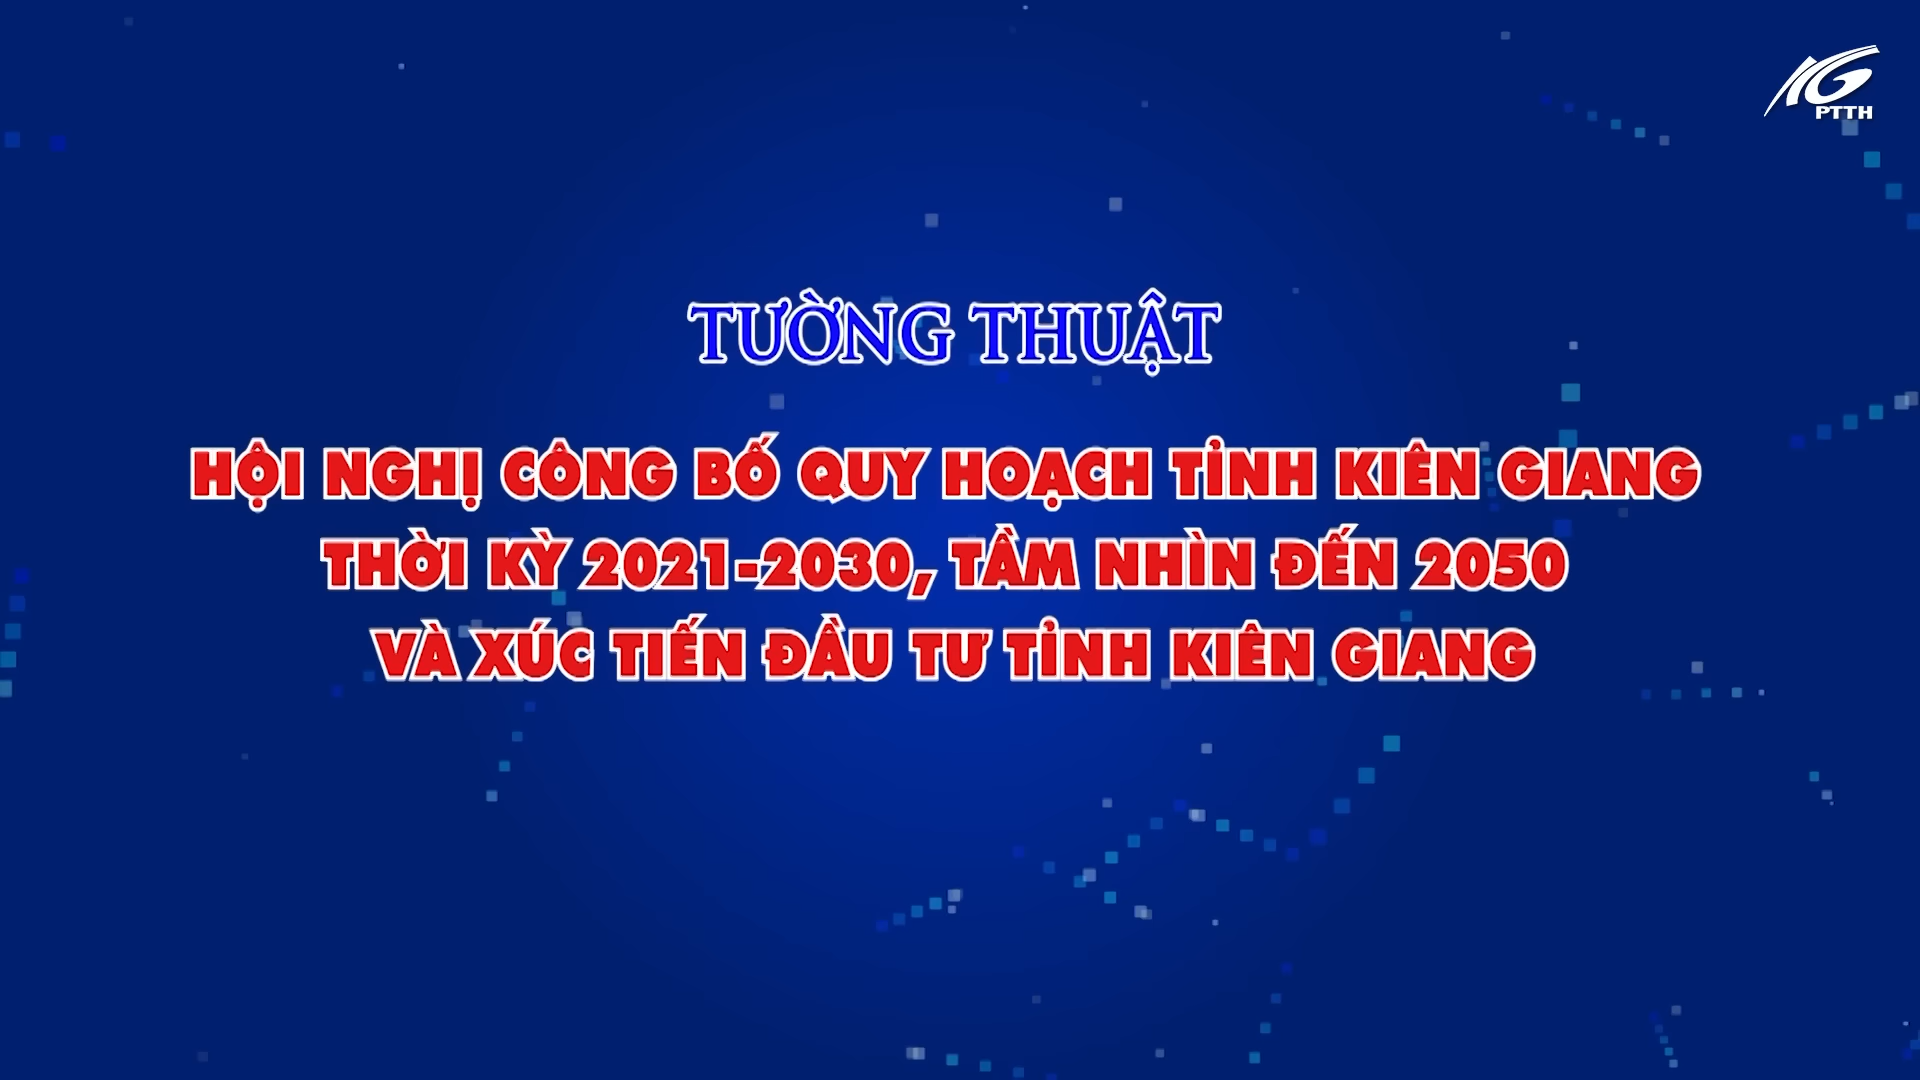 KG
PTTH
TƯỜNG THUẬT
HỘI NGHỊ CÔNG BỐ QUY HOẠCH TỈNH KIÊN GIANG
THỜI KỲ 2021-2030, TẦM NHÌN ĐẾN 2050
VÀ XÚC TIẾN ĐẦU TƯ TỈNH KIÊN GIANG